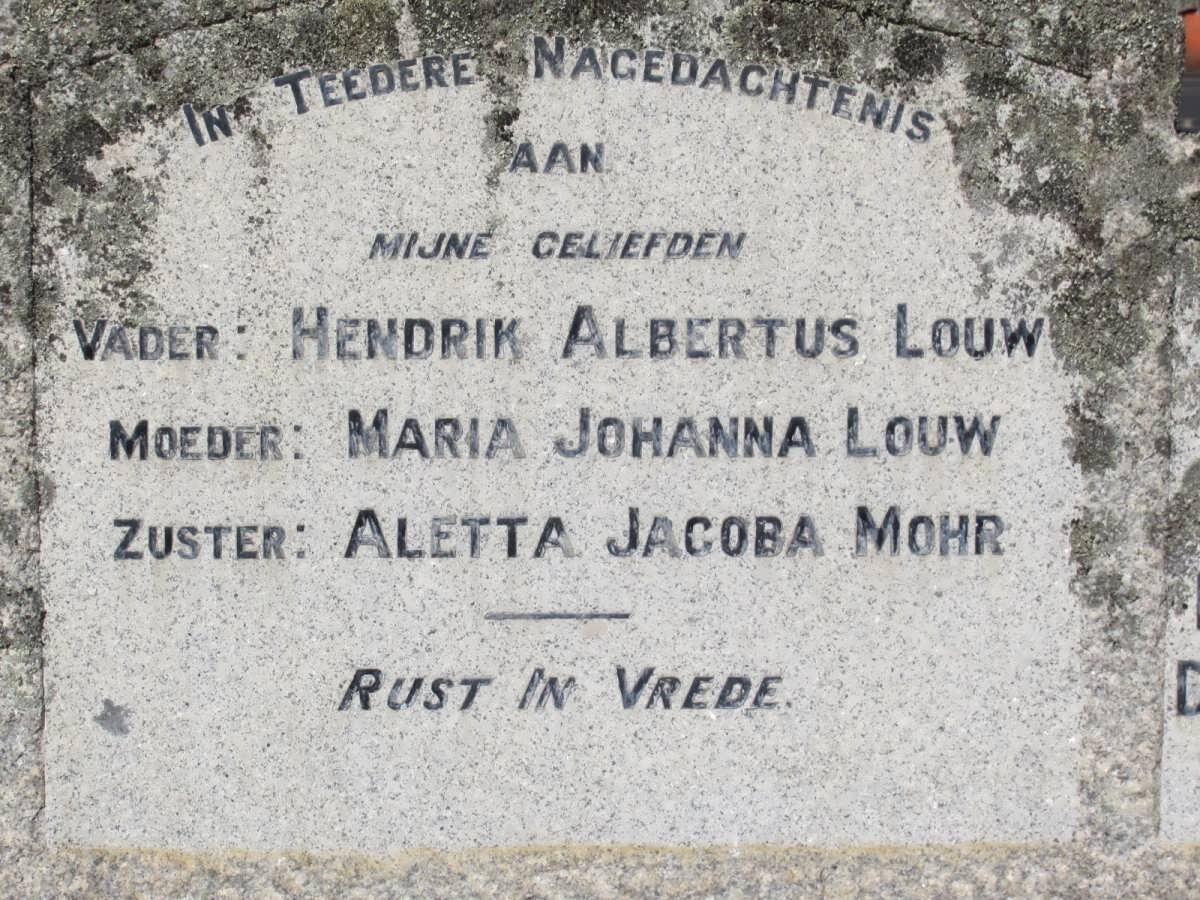 In Teedere Nagedachtenis
AAN
MIJNE GELIEFDEN
VADER: HENDRIK ALBERTUS LOUW
MOEDER: MARIA JOHANNA LOUW
ZUSTER: ALETTA JACOBA MOHR
RUST IN VREDE.
D